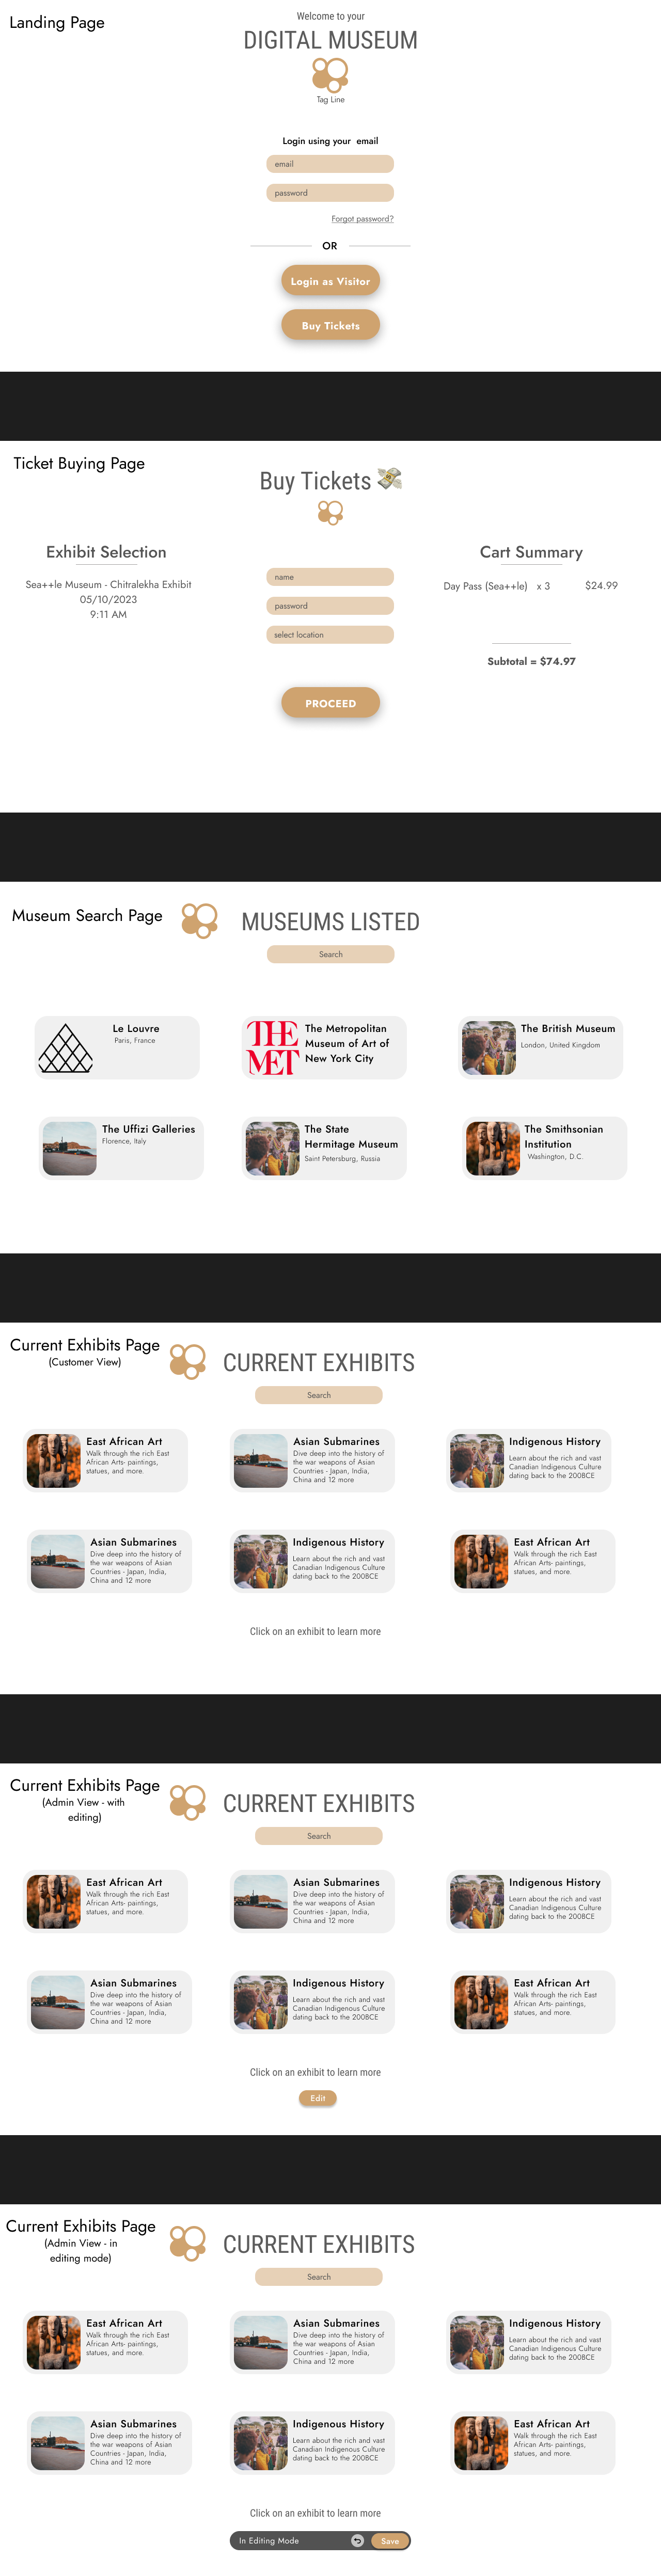 Landing Page
Welcome to your
DIGITAL MUSEUM
Tag Line
Login using your email
email
password
Forgot password?
OR
Login as Visitor
Buy Tickets
Ticket Buying Page
Buy Tickets
Exhibit Selection
Sea++le Museum - Chitralekha Exhibit
05/10/2023
9:11 AM
name
password
select location
PROCEED
Cart Summary
Day Pass (Sea++le) x 3 $24.99
Subtotal = $74.97
Museum Search Page
MUSEUMS LISTED
Search
Le Louvre
Paris, France
THE
MET
The Metropolitan
Museum of Art of
New York City
The British Museum
London, United Kingdom
The Uffizi Galleries
Florence, Italy
The State
Hermitage Museum
Saint Petersburg, Russia
The Smithsonian
Institution
Washington, D.C.
Current Exhibits Page
(Customer View)
CURRENT EXHIBITS
Search
East African Art
Walk through the rich East
African Arts- paintings,
statues, and more.
Asian Submarines
Dive deep into the history of
the war weapons of Asian
Countries - Japan, India,
China and 12 more
Indigenous History
Learn about the rich and vast
Canadian Indigenous Culture
dating back to the 200BCE
Asian Submarines
Dive deep into the history of
the war weapons of Asian
Countries - Japan, India,
China and 12 more
Indigenous History
Learn about the rich and vast
Canadian Indigenous Culture
dating back to the 200BCE
East African Art
Walk through the rich East
African Arts- paintings,
statues, and more.
Click on an exhibit to learn more
Current Exhibits Page
(Admin View - with
editing)
CURRENT EXHIBITS
Search
East African Art
Walk through the rich East
African Arts- paintings,
statues, and more.
Asian Submarines
Dive deep into the history of
the war weapons of Asian
Countries - Japan, India,
China and 12 more
Indigenous History
Learn about the rich and vast
Canadian Indigenous Culture
dating back to the 200BCE
Asian Submarines
Dive deep into the history of
the war weapons of Asian
Countries - Japan, India,
China and 12 more
Indigenous History
Learn about the rich and vast
Canadian Indigenous Culture
dating back to the 200BCE
East African Art
Walk through the rich East
African Arts- paintings,
statues, and more.
Click on an exhibit to learn more
Edit
Current Exhibits Page
(Admin View - in
editing mode)
CURRENT EXHIBITS
Search
East African Art
Walk through the rich East
African Arts- paintings,
statues, and more.
Asian Submarines
Dive deep into the history of
the war weapons of Asian
Countries - Japan, India,
China and 12 more
Indigenous History
Learn about the rich and vast
Canadian Indigenous Culture
dating back to the 200BCE
Asian Submarines
Dive deep into the history of
the war weapons of Asian
Countries - Japan, India,
China and 12 more
Indigenous History
Learn about the rich and vast
Canadian Indigenous Culture
dating back to the 200BCE
East African Art
Walk through the rich East
African Arts- paintings,
statues, and more.
Click on an exhibit to learn more
In Editing Mode
Save